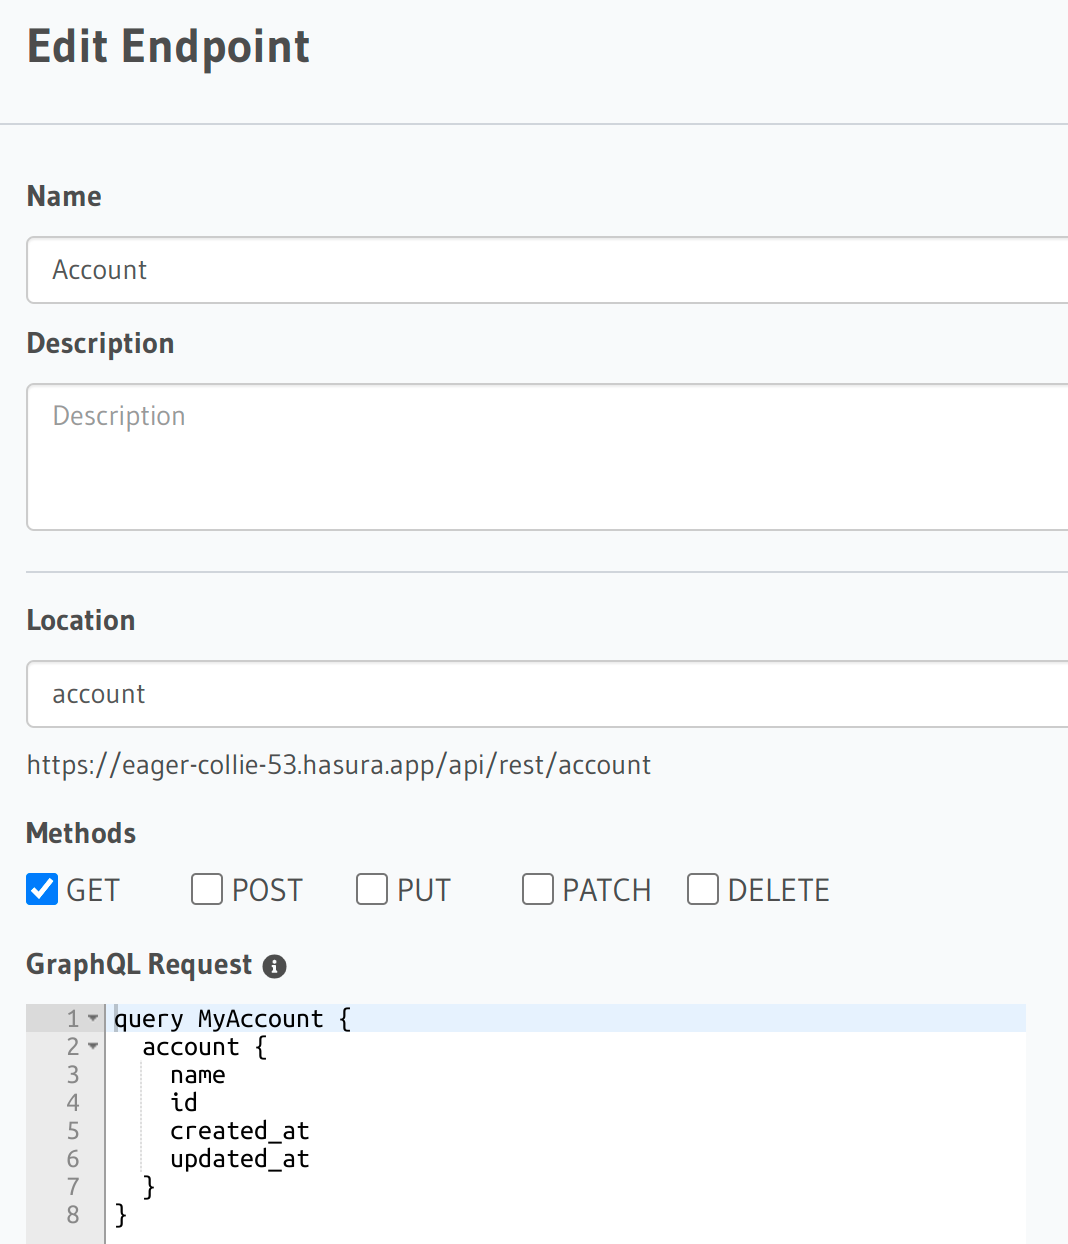 Edit Endpoint
Name
Account
Description
Description
Location
account
https://eager-collie-53.hasura.app/api/rest/account
Methods
GET POST PUT PATCH DELETE
GraphQL Request
1 query MyAccount {
2   account {
3     name
4     id
5     created_at
6     updated_at
7   }
8 }